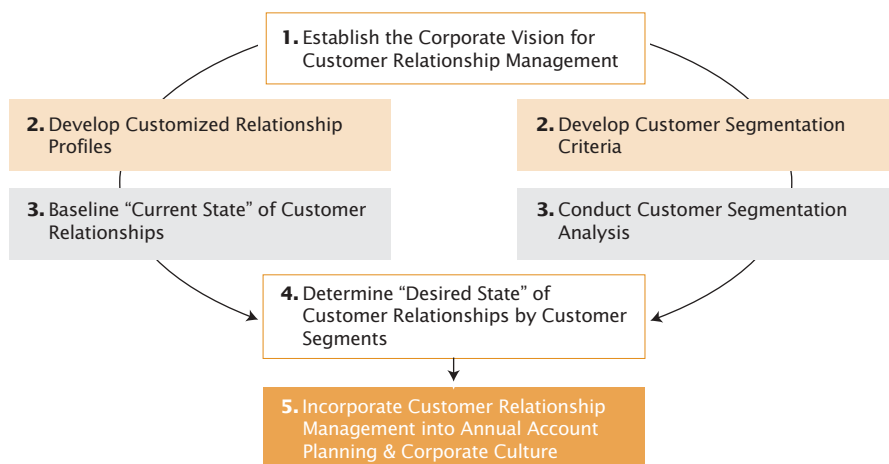 1. Establish the Corporate Vision for
Customer Relationship Management
2. Develop Customized Relationship
Profiles
2. Develop Customer Segmentation
Criteria
3. Baseline “Current State” of Customer
Relationships
3. Conduct Customer Segmentation
Analysis
4. Determine “Desired State” of
Customer Relationships by Customer
Segments
5. Incorporate Customer Relationship
Management into Annual Account
Planning & Corporate Culture